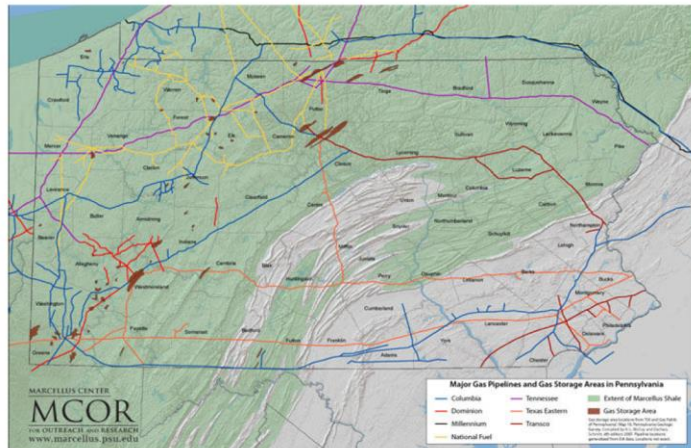 Erie
Warren
McKean
Crawford
Potter
Tioga
Bradford
Susquehanna
Wayne
Forest
Venango
Elk
Cameron
Mercer
Sullivan
Wyoming
Lackawanna
Pike
Clarion
Clinton
Lycoming
Luzerne
Monroe
Lawrence
Butler
Armstrong
Clearfield
Centre
Union
Montour
Columbia
Carbon
Northampton
Snyder
Northumberland
Schuylkill
Lehigh
Beaver
Indiana
Mifflin
Juniata
Allegheny
Cambria
Blair
Huntingdon
Perry
Dauphin
Lebanon
Berks
Bucks
Westmoreland
Montgomery
Washington
Cumberland
Lancaster
Philadelphia
Fayette
Somerset
Bedford
Fulton
Franklin
Adams
York
Chester
Delaware
Greene
MARCELLUS CENTER
MCOR
FOR OUTREACH AND RESEARCH
www.marcellus.psu.edu
Major Gas Pipelines and Gas Storage Areas in Pennsylvania
Columbia
Dominion
Millennium
National Fuel
Tennessee
Texas Eastern
Transco
Extent of Marcellus Shale
Gas Storage Area